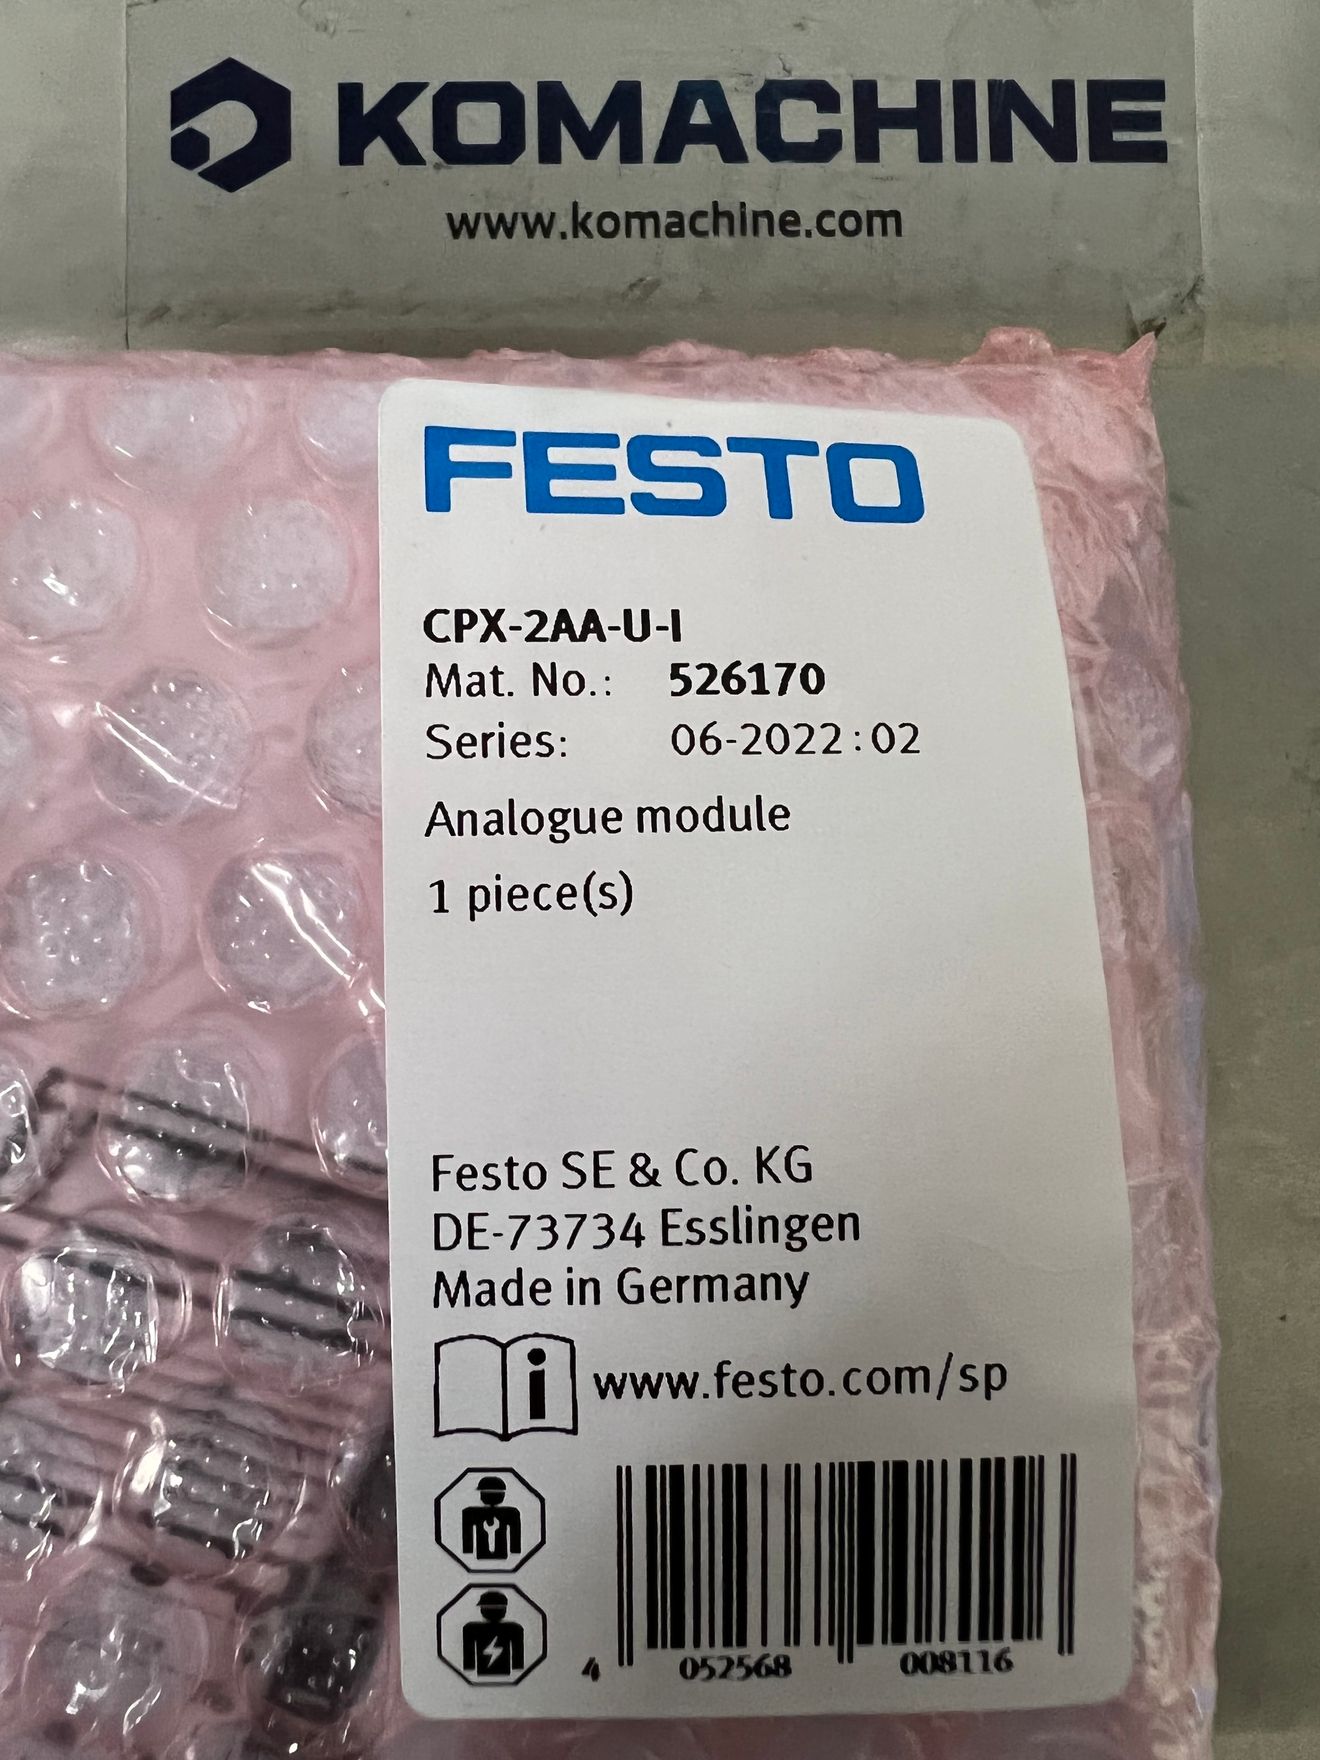 KOMACHINE
www.komachine.com
FESTO
CPX-2AA-U-I
Mat. No.: 526170
Series: 06-2022:02
Analogue module
1 piece(s)
Festo SE & Co. KG
DE-73734 Esslingen
Made in Germany
i www.festo.com/sp
4 052568 008116